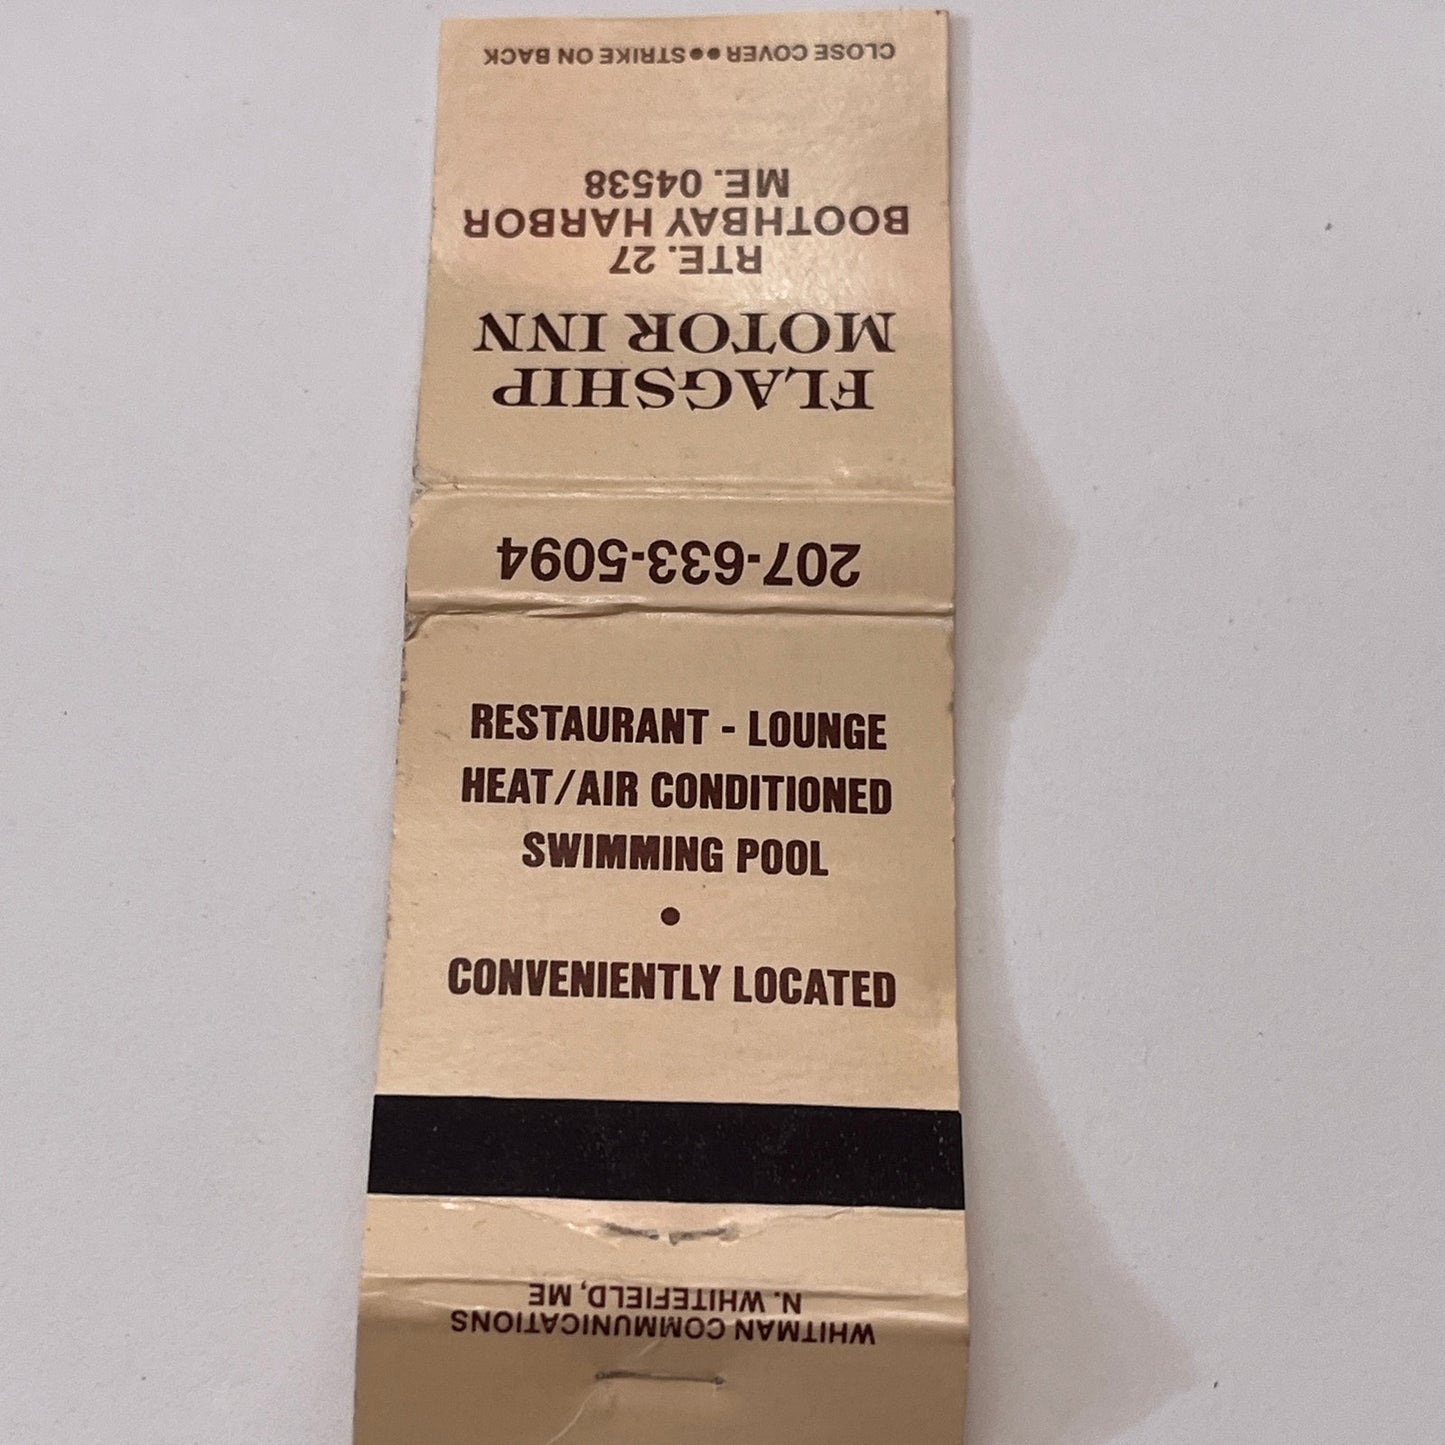 FLAGSHIP
MOTOR INN
RTE. 27
BOOTHBAY HARBOR
ME. 04538
CLOSE COVER••STRIKE ON BACK
207-633-5094
RESTAURANT - LOUNGE
HEAT/AIR CONDITIONED
SWIMMING POOL
•
CONVENIENTLY LOCATED
WHITMAN COMMUNICATIONS
N. WHITEFIELD, ME